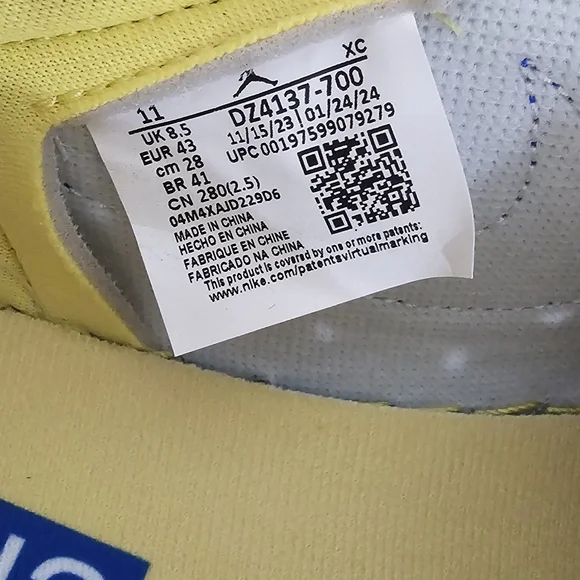 XC
11 DZ4137-700
UK 8.5 11/15/23 | 01/24/24
EUR 43 UPC 00197599079279
cm 28
BR 41
CN 280(2.5)
04M4XAJD229D6
MADE IN CHINA
HECHO EN CHINA
FABRIQUE EN CHINE
FABRICADO NA CHINA
This product is covered by one or more patents:
www.nike.com/patentsvirtualmarking